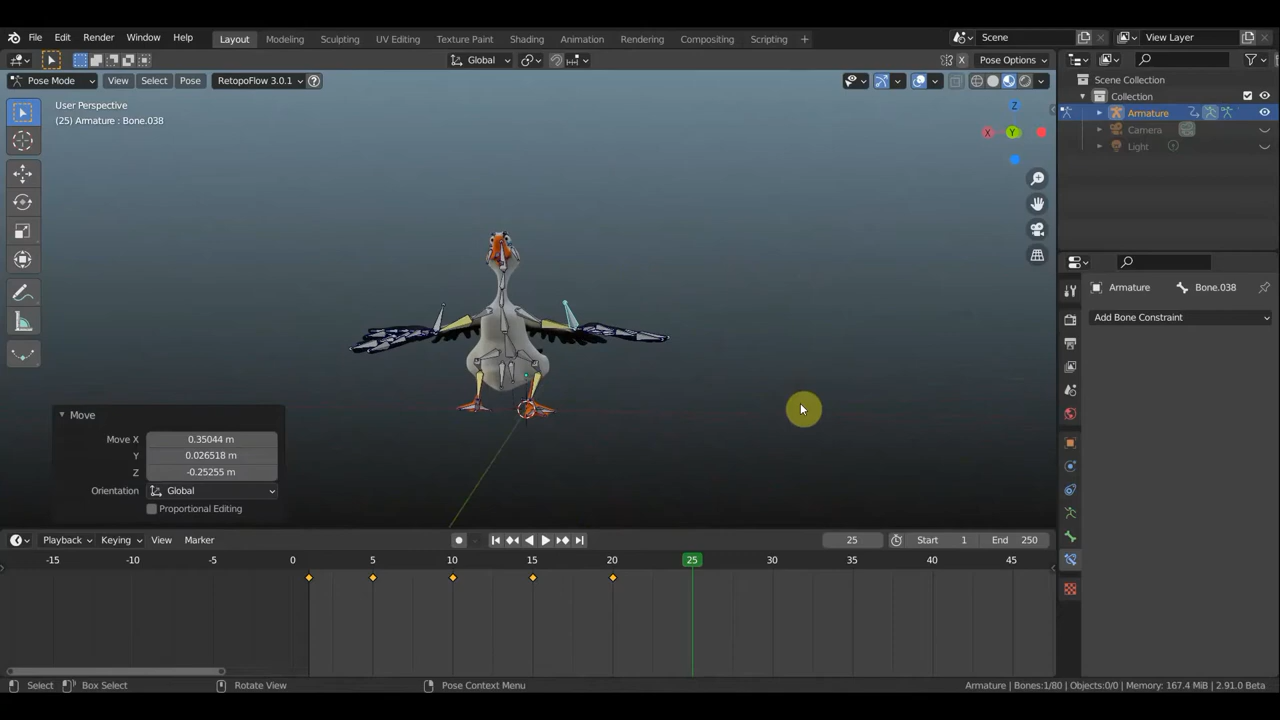 File Edit Render Window Help Layout Modeling Sculpting UV Editing Texture Paint Shading Animation Rendering Compositing Scripting + Scene View Layer
Global Pose Options
Pose Mode View Select Pose RetopoFlow 3.0.1 Scene Collection
User Perspective Collection
(25) Armature : Bone.038 Armature
Z Camera
X Y Light
Armature Bone.038
Add Bone Constraint
Move
Move X 0.35044 m
Y 0.026518 m
Z -0.25255 m
Orientation Global
Proportional Editing
Playback Keying View Marker 25 Start 1 End 250
-15 -10 -5 0 5 10 15 20 25 30 35 40 45
Select Box Select Rotate View Pose Context Menu Armature | Bones:1/80 | Objects:0/0 | Memory: 167.4 MiB | 2.91.0 Beta